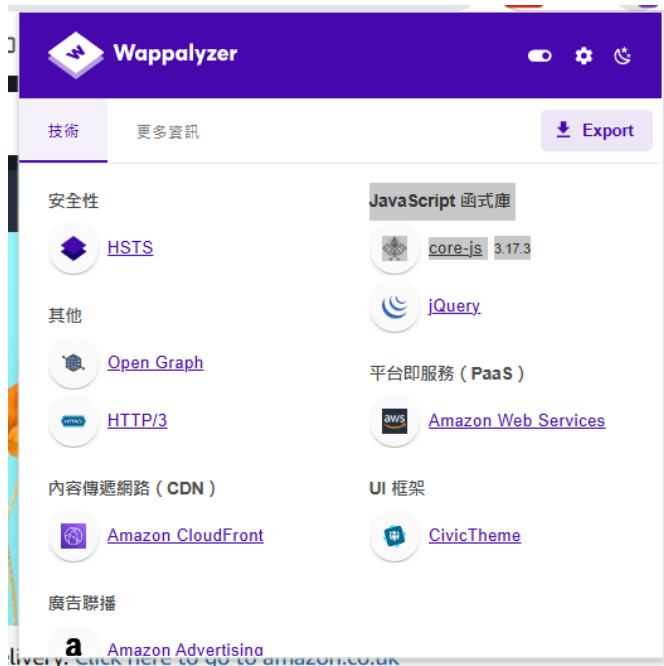 Wappalyzer
技術
更多資訊
Export
安全性
HSTS
其他
Open Graph
HTTP/3
內容傳遞網路（CDN）
Amazon CloudFront
廣告聯播
a
Amazon Advertising
JavaScript 函式庫
core-js 3.17.3
jQuery
平台即服務（PaaS）
aws
Amazon Web Services
UI 框架
CivicTheme
elivery. Click here to go to amazon.co.uk